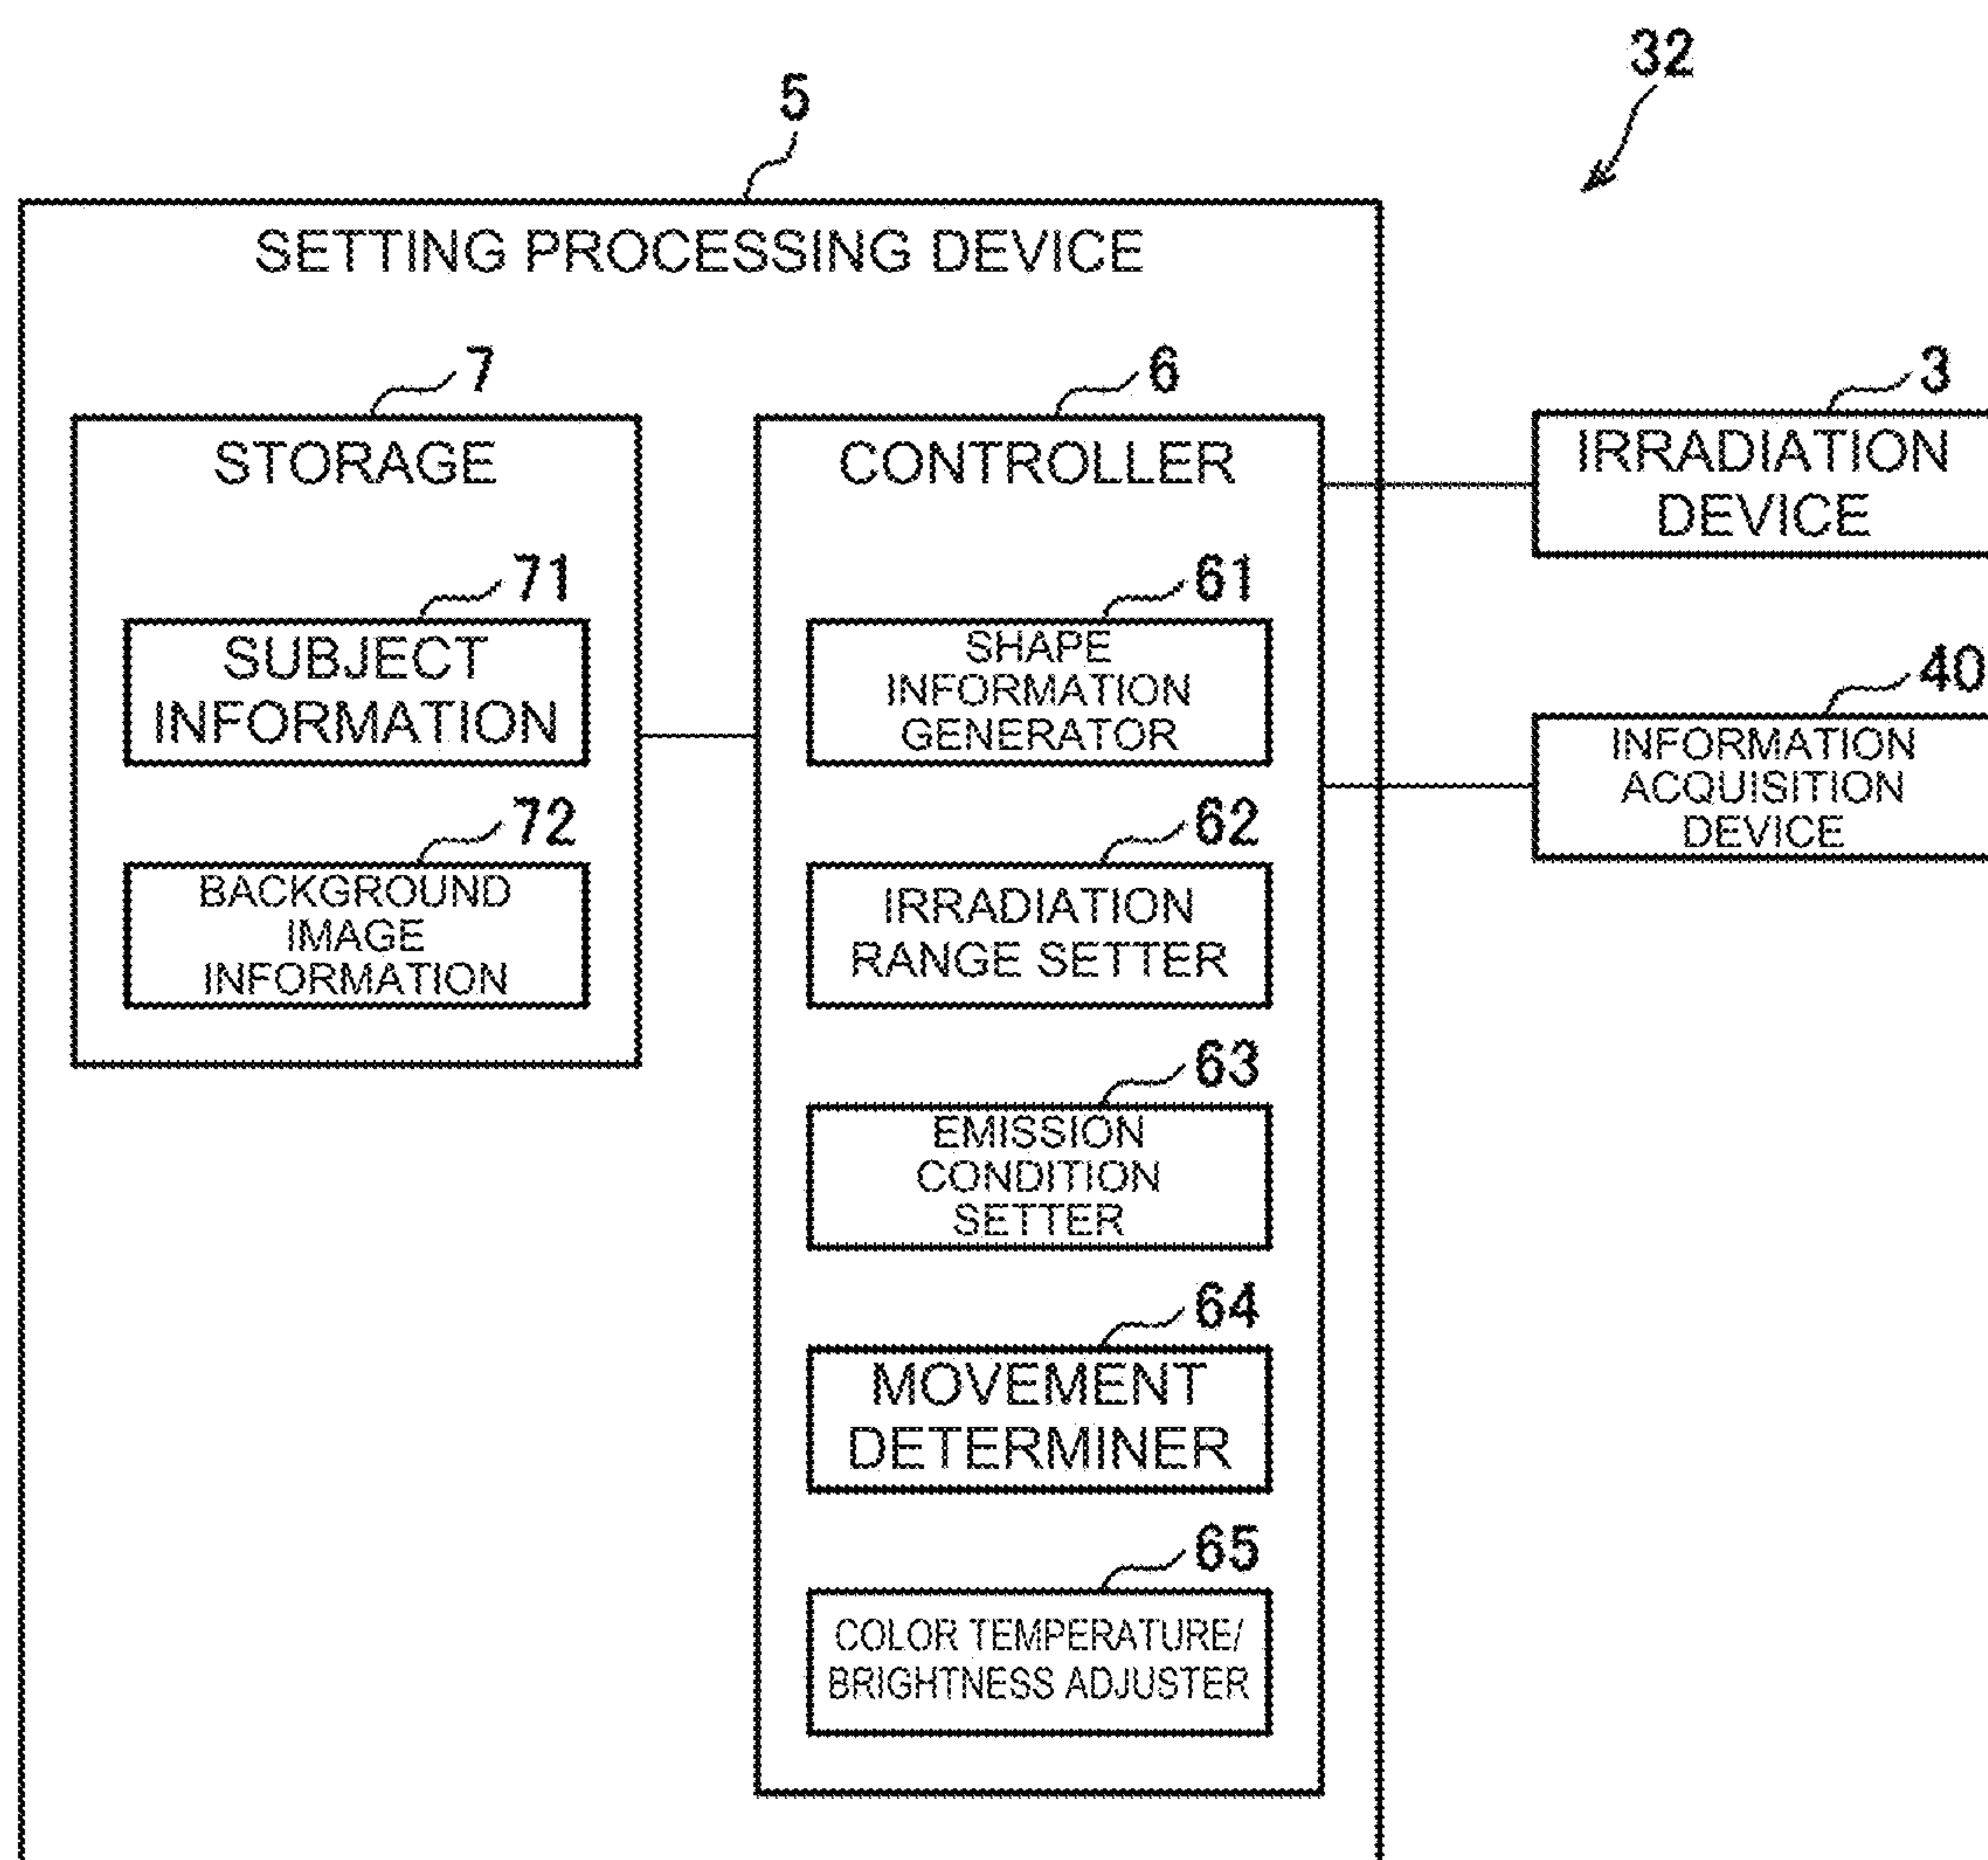 32
5
SETTING PROCESSING DEVICE
7
STORAGE
71
SUBJECT
INFORMATION
72
BACKGROUND
IMAGE
INFORMATION
6
CONTROLLER
61
SHAPE
INFORMATION
GENERATOR
62
IRRADIATION
RANGE SETTER
63
EMISSION
CONDITION
SETTER
64
MOVEMENT
DETERMINER
65
COLOR TEMPERATURE/
BRIGHTNESS ADJUSTER
3
IRRADIATION
DEVICE
40
INFORMATION
ACQUISITION
DEVICE